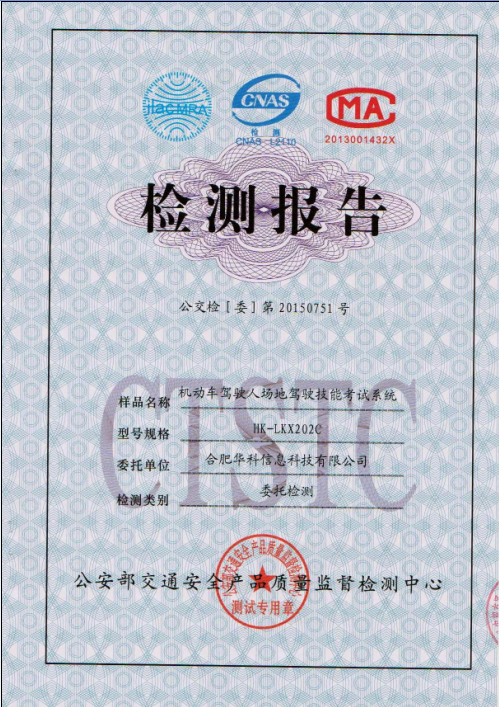 ilac-MRA
CNAS
检测
CNAS L2110
MA
2013001432X
检测报告
公交检[委]第 20150751 号
CTSTC
样品名称 机动车驾驶人场地驾驶技能考试系统
型号规格 HK-LKX202C
委托单位 合肥华科信息科技有限公司
检测类别 委托检测
公安部交通安全产品质量监督检测中心
测试专用章